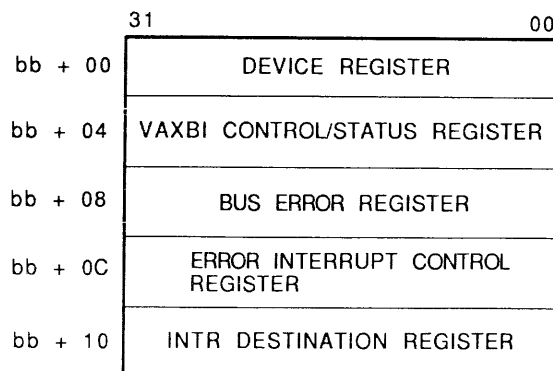 31 00
bb + 00 DEVICE REGISTER
bb + 04 VAXBI CONTROL/STATUS REGISTER
bb + 08 BUS ERROR REGISTER
bb + 0C ERROR INTERRUPT CONTROL
REGISTER
bb + 10 INTR DESTINATION REGISTER